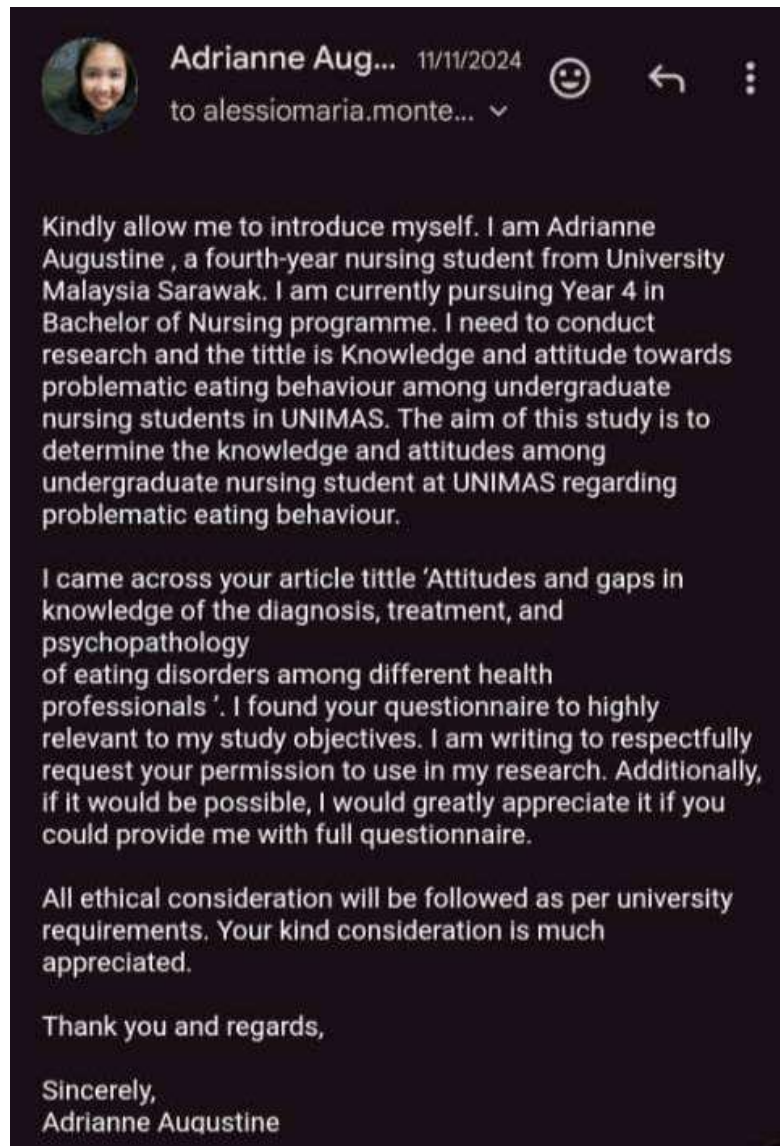 Adrianne Aug... 11/11/2024
to alessiomaria.monte...
Kindly allow me to introduce myself. I am Adrianne
Augustine , a fourth-year nursing student from University
Malaysia Sarawak. I am currently pursuing Year 4 in
Bachelor of Nursing programme. I need to conduct
research and the tittle is Knowledge and attitude towards
problematic eating behaviour among undergraduate
nursing students in UNIMAS. The aim of this study is to
determine the knowledge and attitudes among
undergraduate nursing student at UNIMAS regarding
problematic eating behaviour.
I came across your article tittle ‘Attitudes and gaps in
knowledge of the diagnosis, treatment, and
psychopathology
of eating disorders among different health
professionals ’. I found your questionnaire to highly
relevant to my study objectives. I am writing to respectfully
request your permission to use in my research. Additionally,
if it would be possible, I would greatly appreciate it if you
could provide me with full questionnaire.
All ethical consideration will be followed as per university
requirements. Your kind consideration is much
appreciated.
Thank you and regards,
Sincerely,
Adrianne Augustine